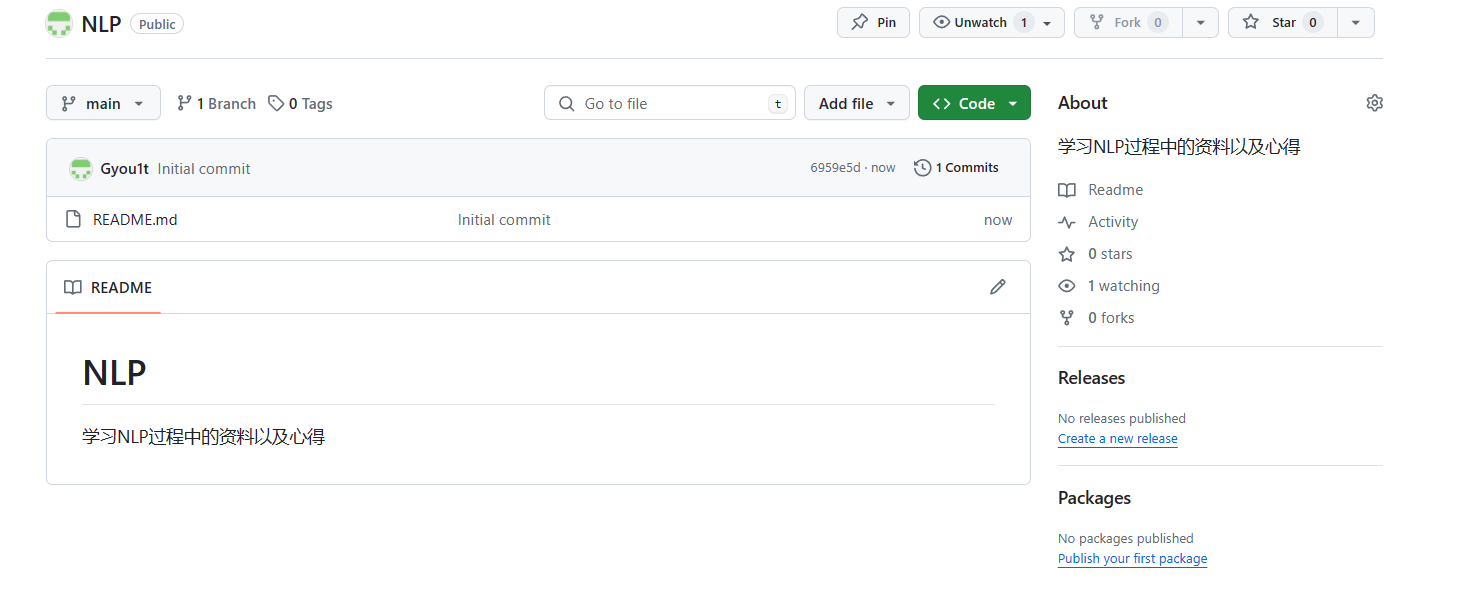 NLP Public Pin Unwatch 1 Fork 0 Star 0
main 1 Branch 0 Tags Go to file t Add file Code
Gyou1t Initial commit 6959e5d · now 1 Commits
README.md Initial commit now
README
NLP
学习NLP过程中的资料以及心得
About
学习NLP过程中的资料以及心得
Readme
Activity
0 stars
1 watching
0 forks
Releases
No releases published
Create a new release
Packages
No packages published
Publish your first package